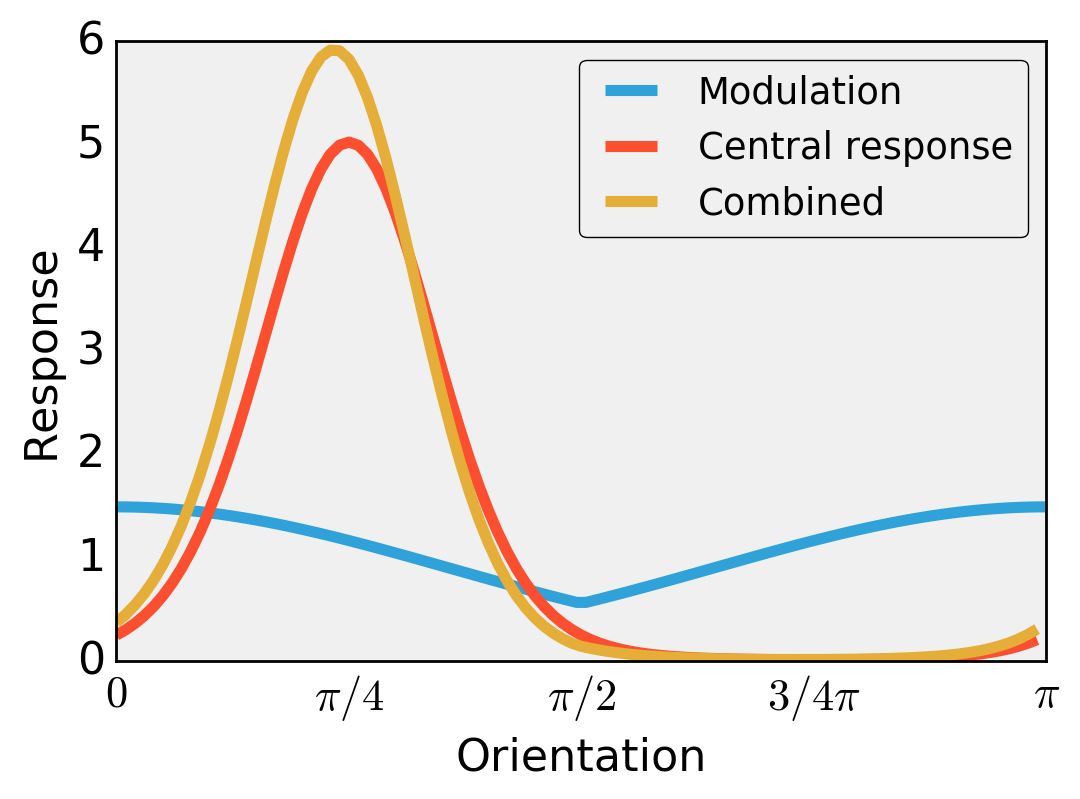 6
5
4
3
2
1
0
Response
Modulation
Central response
Combined
0 π/4 π/2 3/4π π
Orientation